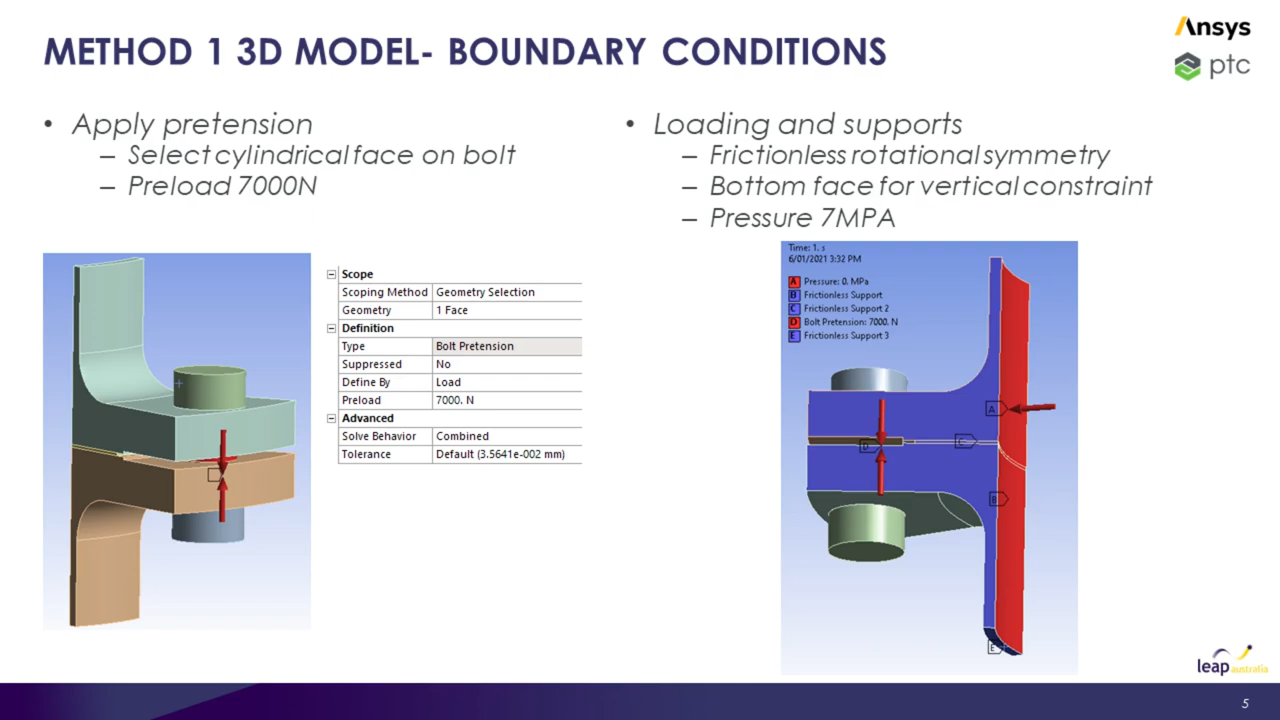 METHOD 1 3D MODEL- BOUNDARY CONDITIONS
Ansys
ptc
• Apply pretension
– Select cylindrical face on bolt
– Preload 7000N
• Loading and supports
– Frictionless rotational symmetry
– Bottom face for vertical constraint
– Pressure 7MPA
Scope
Scoping Method Geometry Selection
Geometry 1 Face
Definition
Type Bolt Pretension
Suppressed No
Define By Load
Preload 7000. N
Advanced
Solve Behavior Combined
Tolerance Default (3.5641e-002 mm)
Time: 1. s
6/01/2021 3:32 PM
A Pressure: 0. MPa
B Frictionless Support
C Frictionless Support 2
D Bolt Pretension: 7000. N
E Frictionless Support 3
A
C
D
B
E
leap australia
5